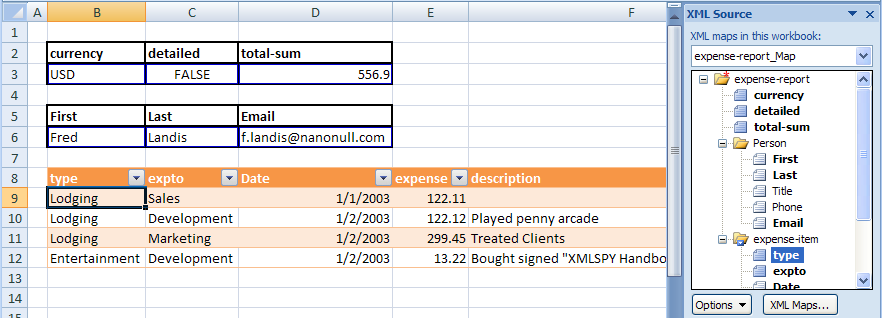 A B C D E F
XML Source
1
XML maps in this workbook:
2 currency detailed total-sum
expense-report_Map
3 USD FALSE 556.9
expense-report
4
currency
5 First Last Email
detailed
6 Fred Landis f.landis@nanonull.com
total-sum
7
Person
8 type expto Date expense description
First
9 Lodging Sales 1/1/2003 122.11
Last
10 Lodging Development 1/2/2003 122.12 Played penny arcade
Title
11 Lodging Marketing 1/2/2003 299.45 Treated Clients
Phone
12 Entertainment Development 1/2/2003 13.22 Bought signed "XMLSPY Handbo
Email
13
expense-item
14
type
15
expto
Date
Options XML Maps...